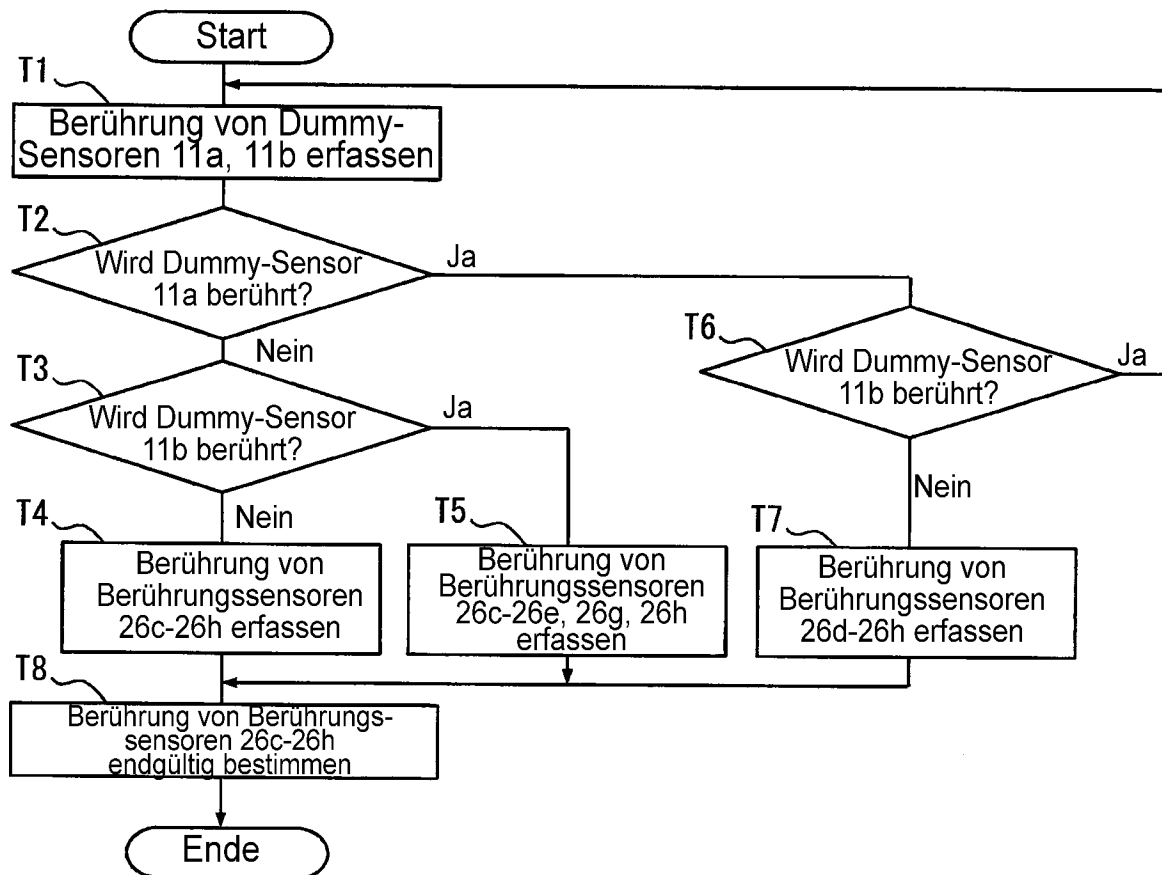 Start
T1
Berührung von Dummy-
Sensoren 11a, 11b erfassen
T2
Wird Dummy-Sensor
11a berührt?
Ja
Nein
T6
Wird Dummy-Sensor
11b berührt?
Ja
Nein
T3
Wird Dummy-Sensor
11b berührt?
Ja
Nein
T4
Berührung von
Berührungssensoren
26c-26h erfassen
T5
Berührung von
Berührungssensoren
26c-26e, 26g, 26h
erfassen
T7
Berührung von
Berührungssensoren
26d-26h erfassen
T8
Berührung von Berührungs-
sensoren 26c-26h
endgültig bestimmen
Ende